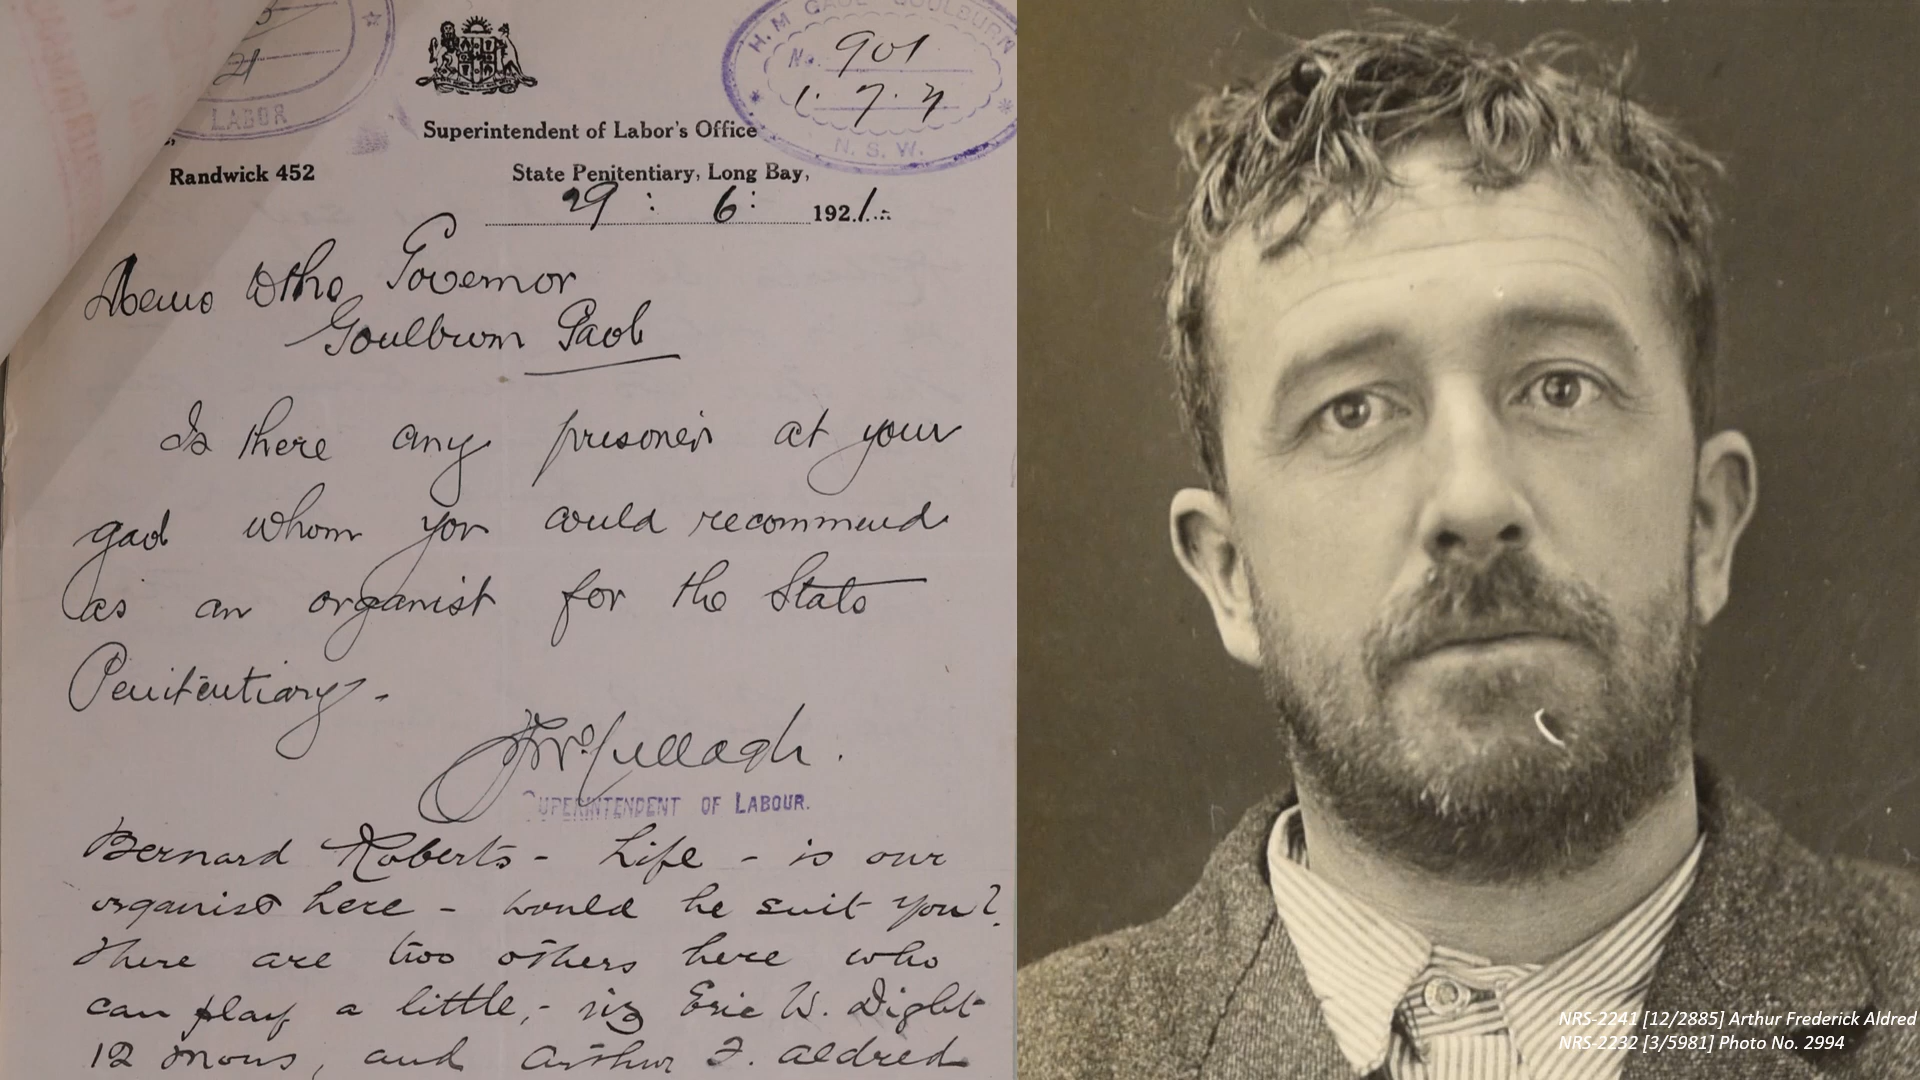 21
LABOR
H.M. GAOL GOULBURN
No. 901
1.7.21
N.S.W.
Superintendent of Labor's Office
Randwick 452
State Penitentiary, Long Bay,
29 : 6 : 1921
Memo to the Governor
Goulburn Gaol
Is there any prisoner at your
gaol whom you could recommend
as an organist for the State
Penitentiary-
SUPERINTENDENT OF LABOUR.
Bernard Roberts - Life - is our
organist here - would he suit you?
There are two others here who
can play a little, - viz Eric W. Dight
12 mons, and Arthur F. Aldred
NRS-2241 [12/2885] Arthur Frederick Aldred
NRS-2232 [3/5981] Photo No. 2994